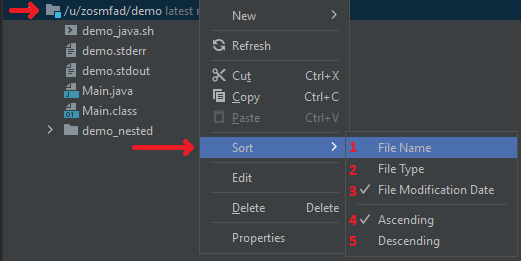 /u/zosmfad/demo latest
demo_java.sh
demo.stderr
demo.stdout
Main.java
Main.class
demo_nested
New
Refresh
Cut Ctrl+X
Copy Ctrl+C
Paste Ctrl+V
Sort
Edit
Delete Delete
Properties
1 File Name
2 File Type
3 File Modification Date
4 Ascending
5 Descending